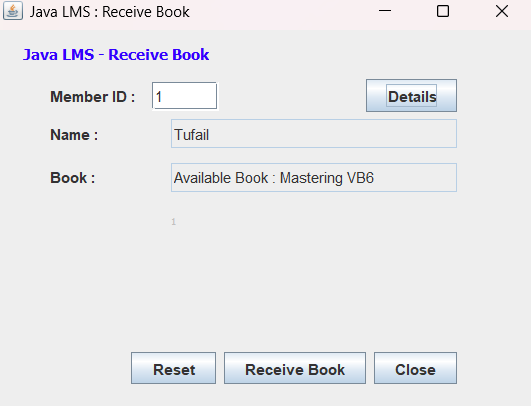 Java LMS : Receive Book
Java LMS - Receive Book
Member ID : 1 Details
Name : Tufail
Book : Available Book : Mastering VB6
1
Reset Receive Book Close